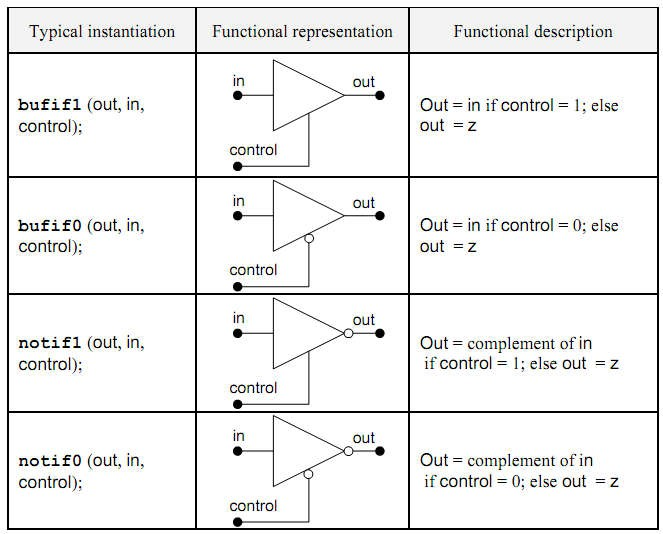 Typical instantiation
Functional representation
Functional description
bufif1 (out, in,
control);
in
out
control
Out = in if control = 1; else
out = z
bufif0 (out, in,
control);
in
out
control
Out = in if control = 0; else
out = z
notif1 (out, in,
control);
in
out
control
Out = complement of in
if control = 1; else out = z
notif0 (out, in,
control);
in
out
control
Out = complement of in
if control = 0; else out = z